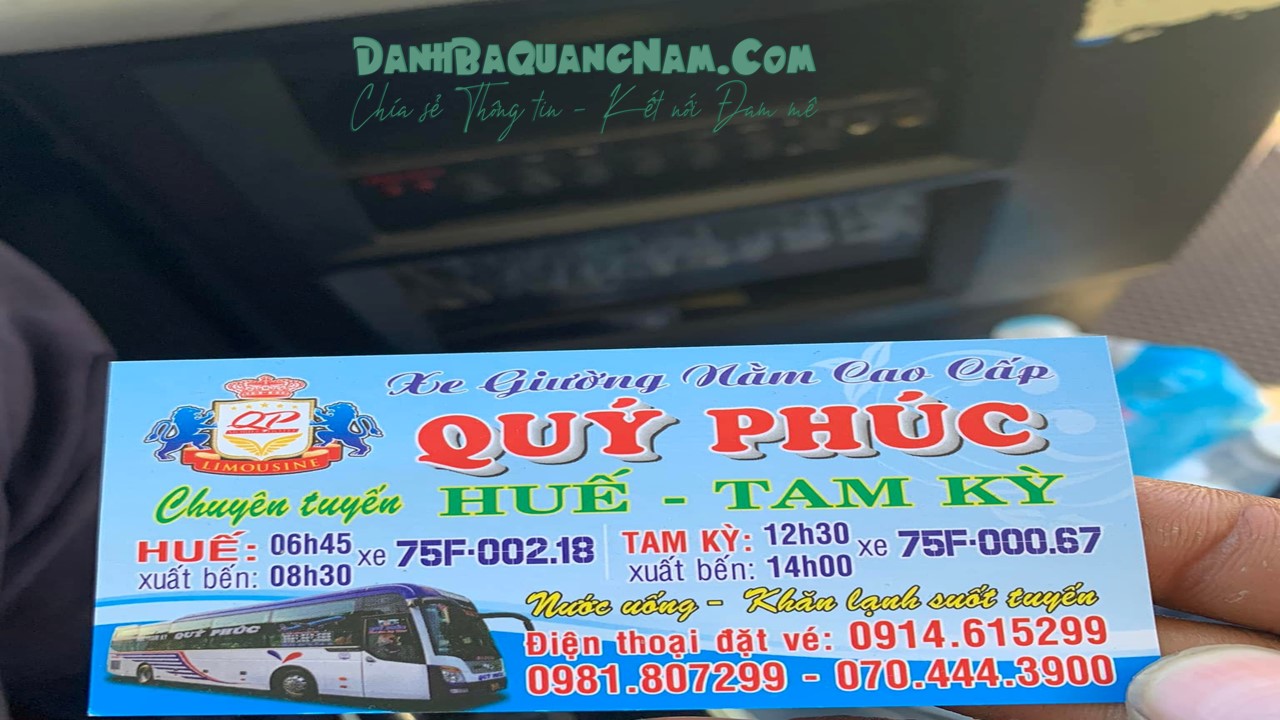 DANHBAQUANGNAM.COM
Chia sẻ Thông tin - Kết nối Đam mê
Xe Giường Nằm Cao Cấp
QUÝ PHÚC
LIMOUSINE
Chuyên tuyến HUẾ - TAM KỲ
HUẾ: 06h45 xe 75F-002.18
xuất bến: 08h30
TAM KỲ: 12h30 xe 75F-000.67
xuất bến: 14h00
Nước uống - Khăn lạnh suốt tuyến
QUÝ PHÚC
Điện thoại đặt vé: 0914.615299
0981.807299 - 070.444.3900